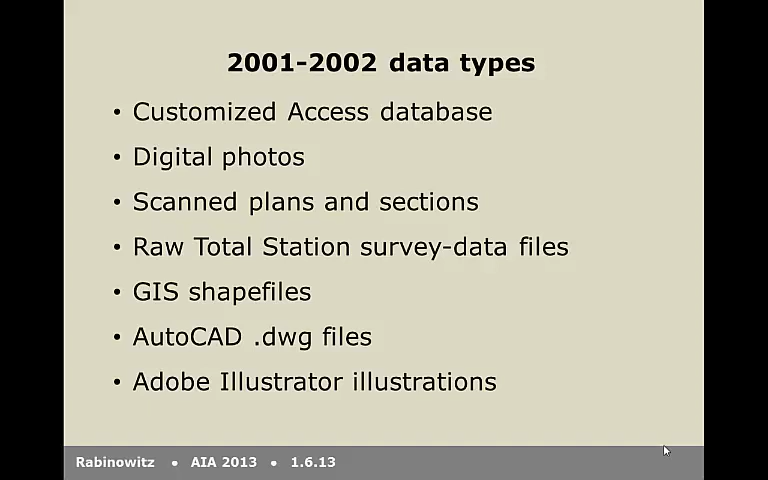 2001-2002 data types
• Customized Access database
• Digital photos
• Scanned plans and sections
• Raw Total Station survey-data files
• GIS shapefiles
• AutoCAD .dwg files
• Adobe Illustrator illustrations
Rabinowitz • AIA 2013 • 1.6.13